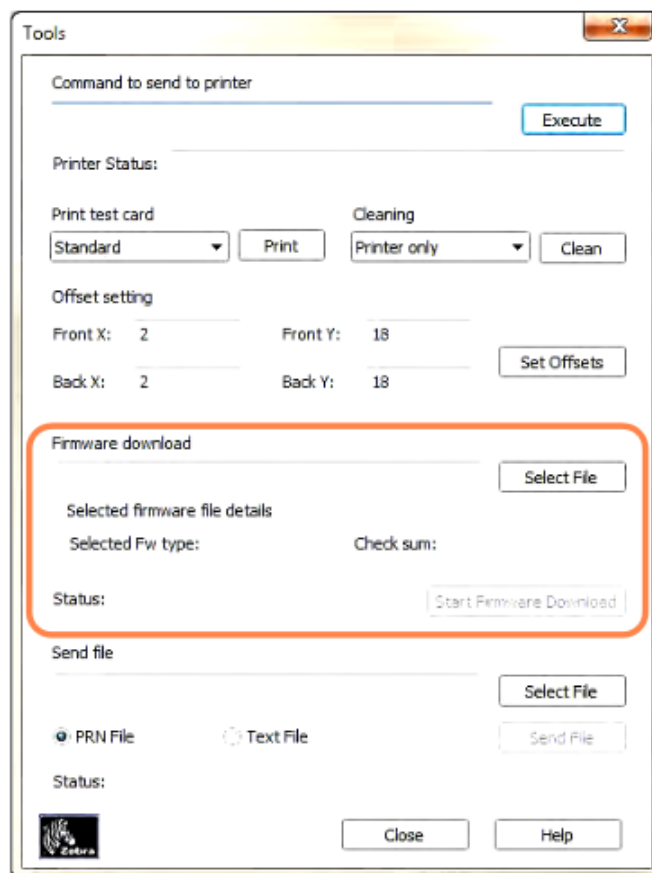 Tools
Command to send to printer
Execute
Printer Status:
Print test card
Cleaning
Standard
Print
Printer only
Clean
Offset setting
Front X: 2 Front Y: 18
Set Offsets
Back X: 2 Back Y: 18
Firmware download
Select File
Selected firmware file details
Selected Fw type: Check sum:
Status:
Start Firmware Download
Send file
Select File
PRN File Text File
Send File
Status:
Zebra
Close
Help